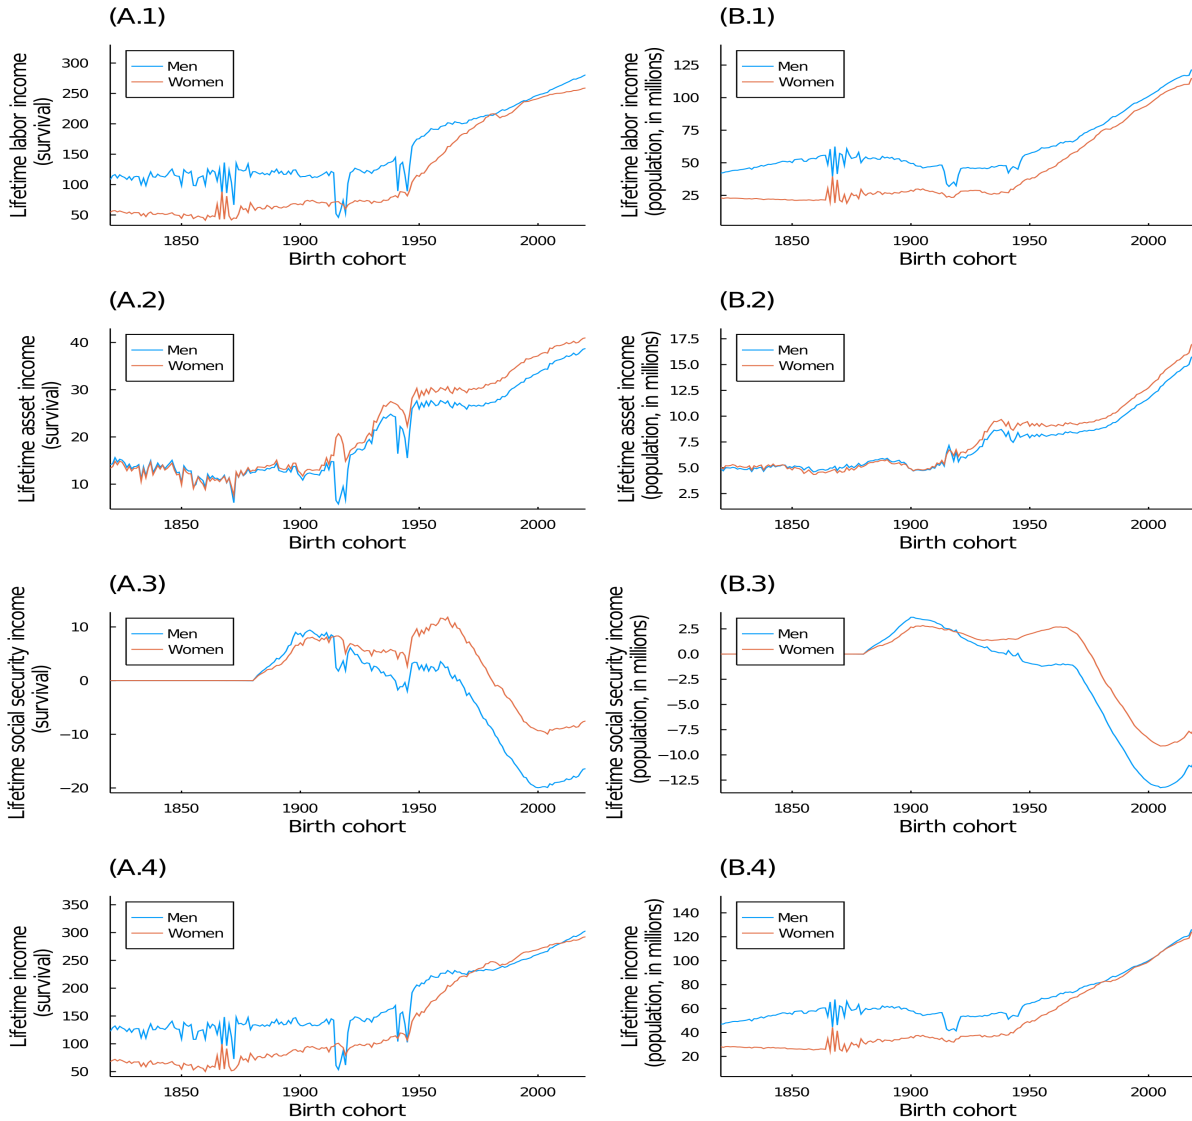 (A.1)
Lifetime labor income
(survival)
300
250
200
150
100
50
Men
Women
1850
1900
1950
2000
Birth cohort
(B.1)
Lifetime labor income
(population, in millions)
125
100
75
50
25
Men
Women
1850
1900
1950
2000
Birth cohort
(A.2)
Lifetime asset income
(survival)
40
30
20
10
Men
Women
1850
1900
1950
2000
Birth cohort
(B.2)
Lifetime asset income
(population, in millions)
17.5
15.0
12.5
10.0
7.5
5.0
2.5
Men
Women
1850
1900
1950
2000
Birth cohort
(A.3)
Lifetime social security income
(survival)
10
0
−10
−20
Men
Women
1850
1900
1950
2000
Birth cohort
(B.3)
Lifetime social security income
(population, in millions)
2.5
0.0
−2.5
−5.0
−7.5
−10.0
−12.5
Men
Women
1850
1900
1950
2000
Birth cohort
(A.4)
Lifetime income
(survival)
350
300
250
200
150
100
50
Men
Women
1850
1900
1950
2000
Birth cohort
(B.4)
Lifetime income
(population, in millions)
140
120
100
80
60
40
20
Men
Women
1850
1900
1950
2000
Birth cohort